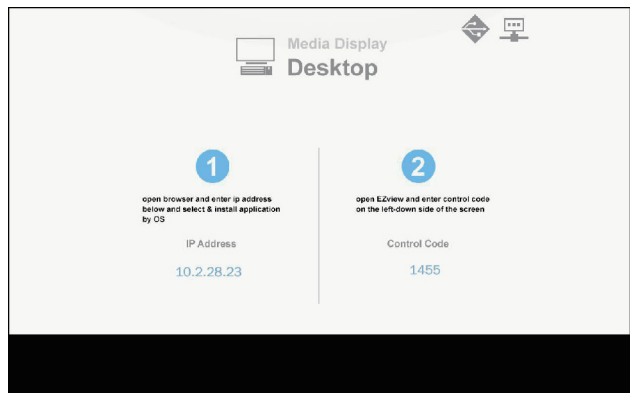 Media Display
Desktop
1
open browser and enter ip address
below and select & install application
by OS
IP Address
10.2.28.23
2
open EZview and enter control code
on the left-down side of the screen
Control Code
1455